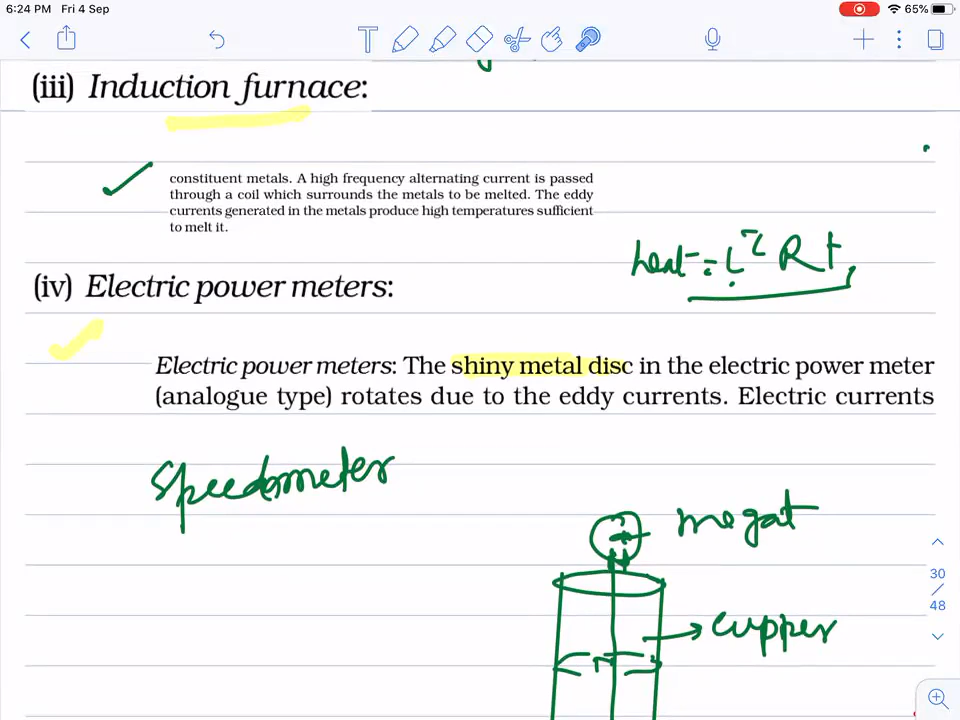 6:24 PM Fri 4 Sep
65%
(iii) Induction furnace:
constituent metals. A high frequency alternating current is passed
through a coil which surrounds the metals to be melted. The eddy
currents generated in the metals produce high temperatures sufficient
to melt it.
heat = i² R t
(iv) Electric power meters:
Electric power meters: The shiny metal disc in the electric power meter
(analogue type) rotates due to the eddy currents. Electric currents
Speedometer
megat
cupper
30
/
48